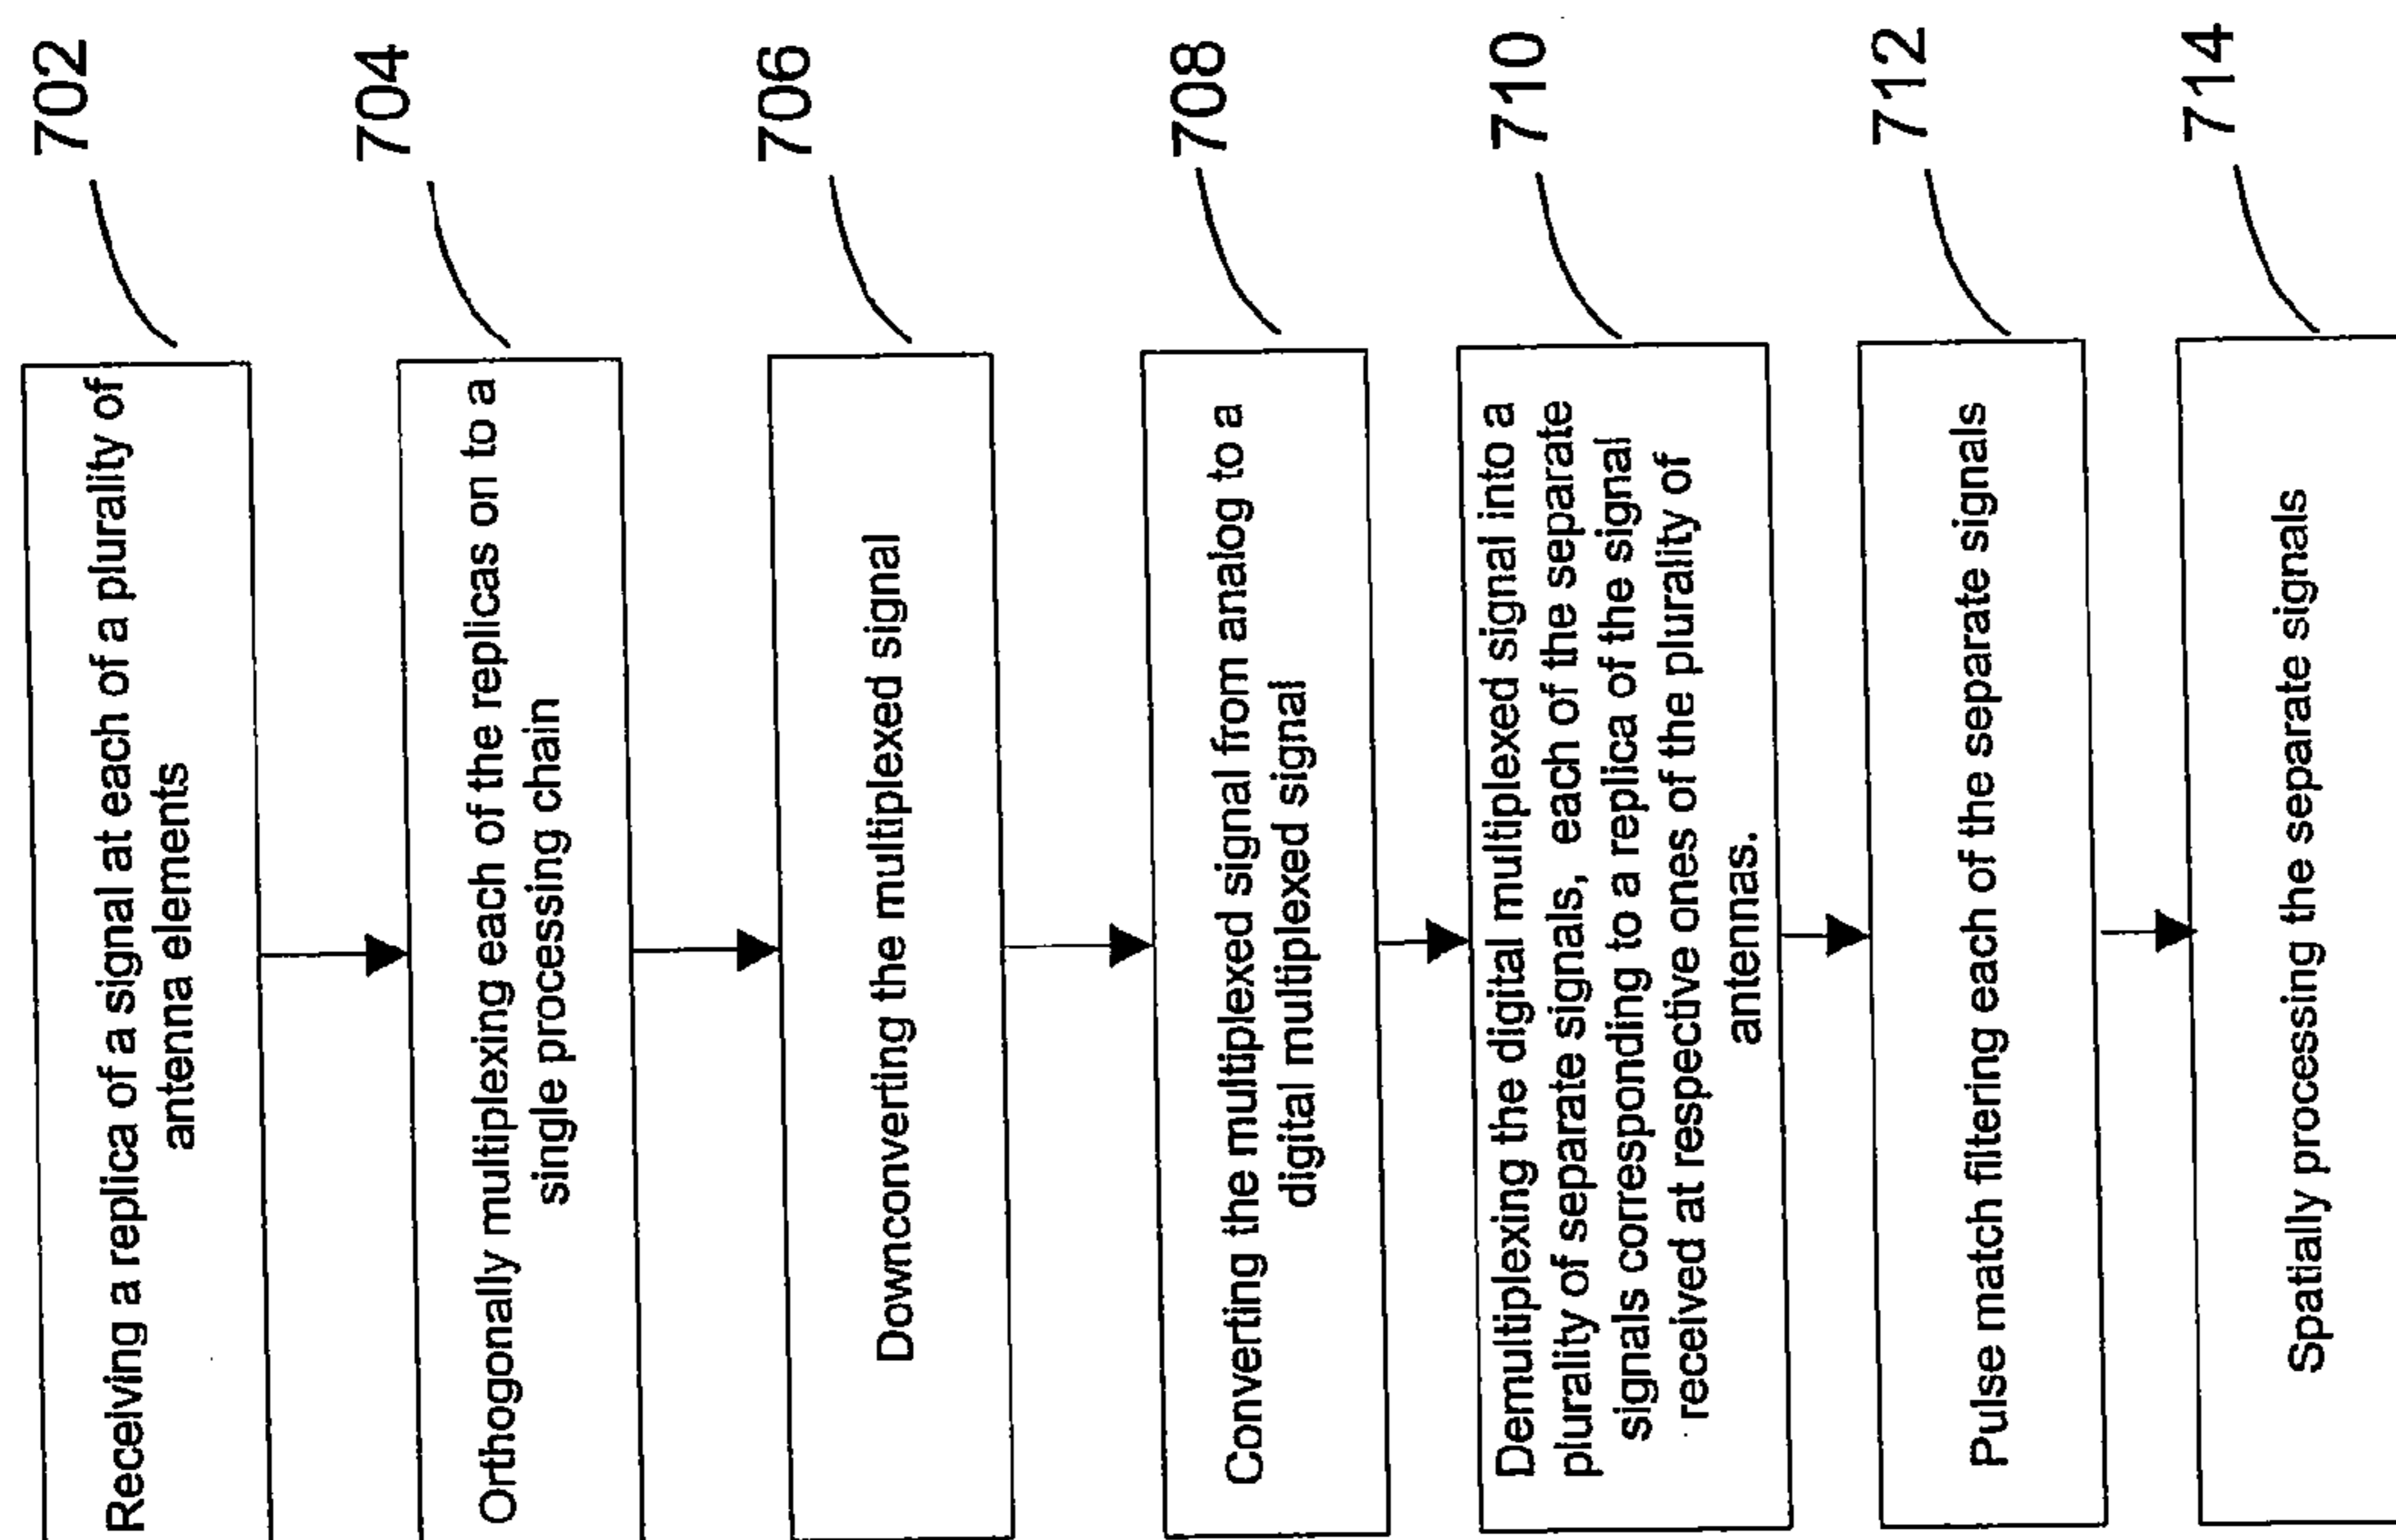 702
Receiving a replica of a signal at each of a plurality of
antenna elements
704
Orthogonally multiplexing each of the replicas on to a
single processing chain
706
Downconverting the multiplexed signal
708
Converting the multiplexed signal from analog to a
digital multiplexed signal
710
Demultiplexing the digital multiplexed signal into a
plurality of separate signals, each of the separate
signals corresponding to a replica of the signal
received at respective ones of the plurality of
antennas.
712
Pulse match filtering each of the separate signals
714
Spatially processing the separate signals